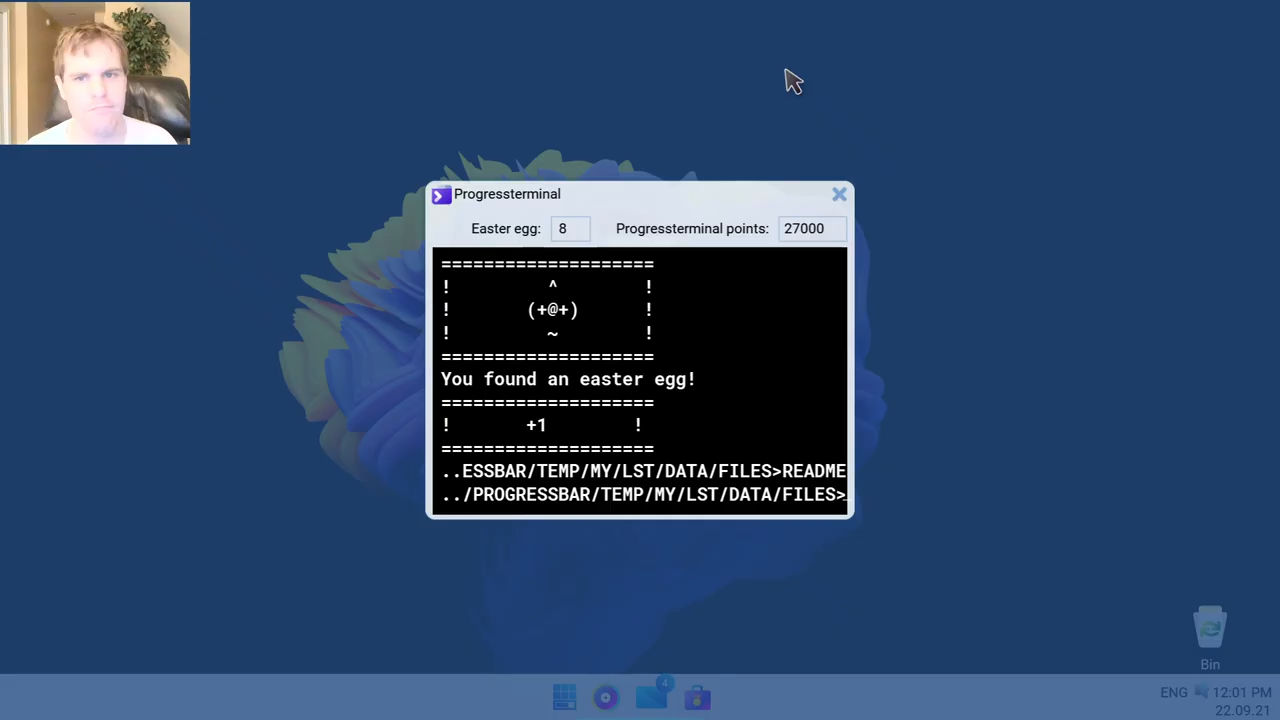 Progressterminal
Easter egg: 8 Progressterminal points: 27000
====================
! ^ !
! (+@+) !
! ~ !
====================
You found an easter egg!
====================
! +1 !
====================
..ESSBAR/TEMP/MY/LST/DATA/FILES>README
../PROGRESSBAR/TEMP/MY/LST/DATA/FILES>_
Bin
4
ENG 12:01 PM
22.09.21